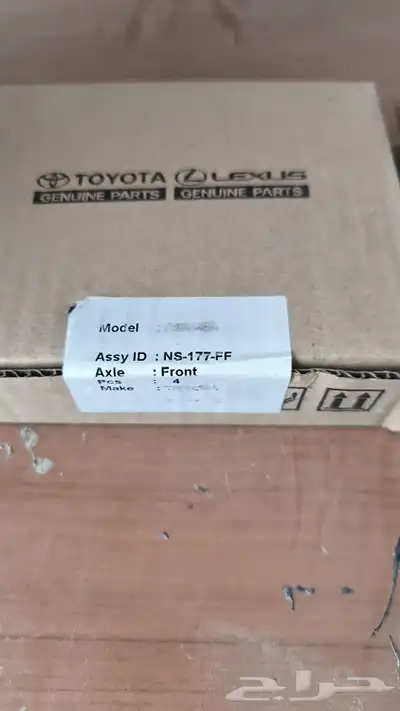 TOYOTA LEXUS
GENUINE PARTS GENUINE PARTS
Model :
Assy ID : NS-177-FF
Axle : Front
Pcs : 4
Make :
حراج